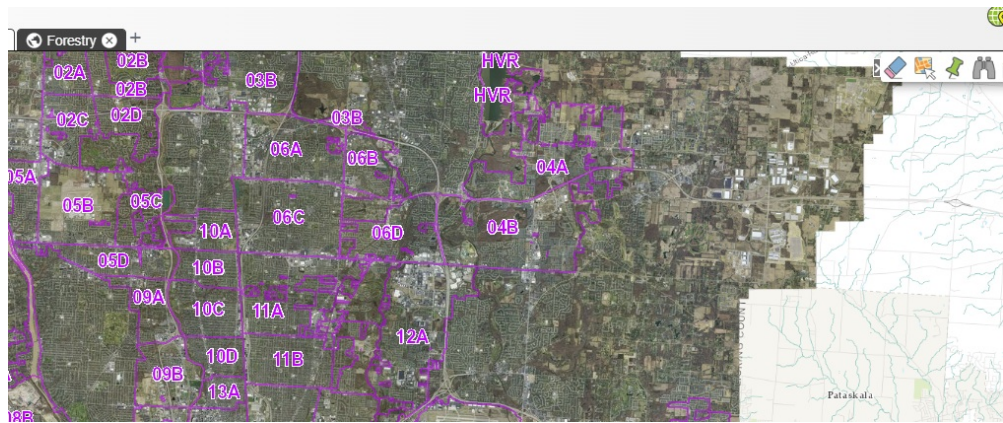 Forestry
02B
HVR
02A
02B
03B
HVR
02C
02D
03B
06A
06B
04A
05A
05B
05C
06C
10A
06D
04B
05D
10B
09A
10C
11A
12A
10D
11B
09B
13A
Pataskala
08B